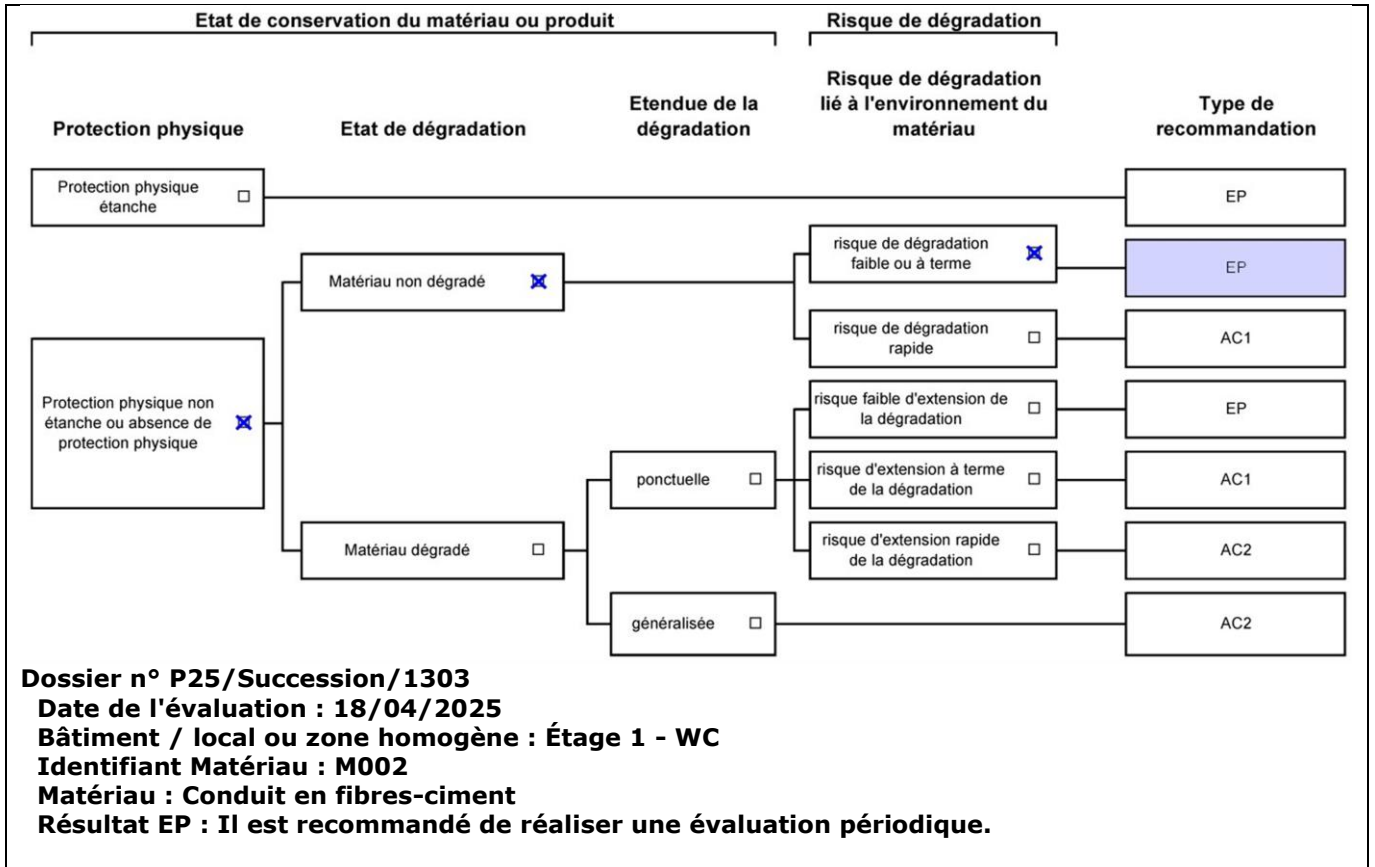 Etat de conservation du matériau ou produit
Risque de dégradation
Protection physique
Etat de dégradation
Etendue de la
dégradation
Risque de dégradation
lié à l'environnement du
matériau
Type de
recommandation
Protection physique
étanche
EP
Protection physique non
étanche ou absence de
protection physique
Matériau non dégradé
risque de dégradation
faible ou à terme
EP
risque de dégradation
rapide
AC1
Matériau dégradé
ponctuelle
risque faible d'extension de
la dégradation
EP
risque d'extension à terme
de la dégradation
AC1
risque d'extension rapide
de la dégradation
AC2
généralisée
AC2
Dossier n° P25/Succession/1303
Date de l'évaluation : 18/04/2025
Bâtiment / local ou zone homogène : Étage 1 - WC
Identifiant Matériau : M002
Matériau : Conduit en fibres-ciment
Résultat EP : Il est recommandé de réaliser une évaluation périodique.